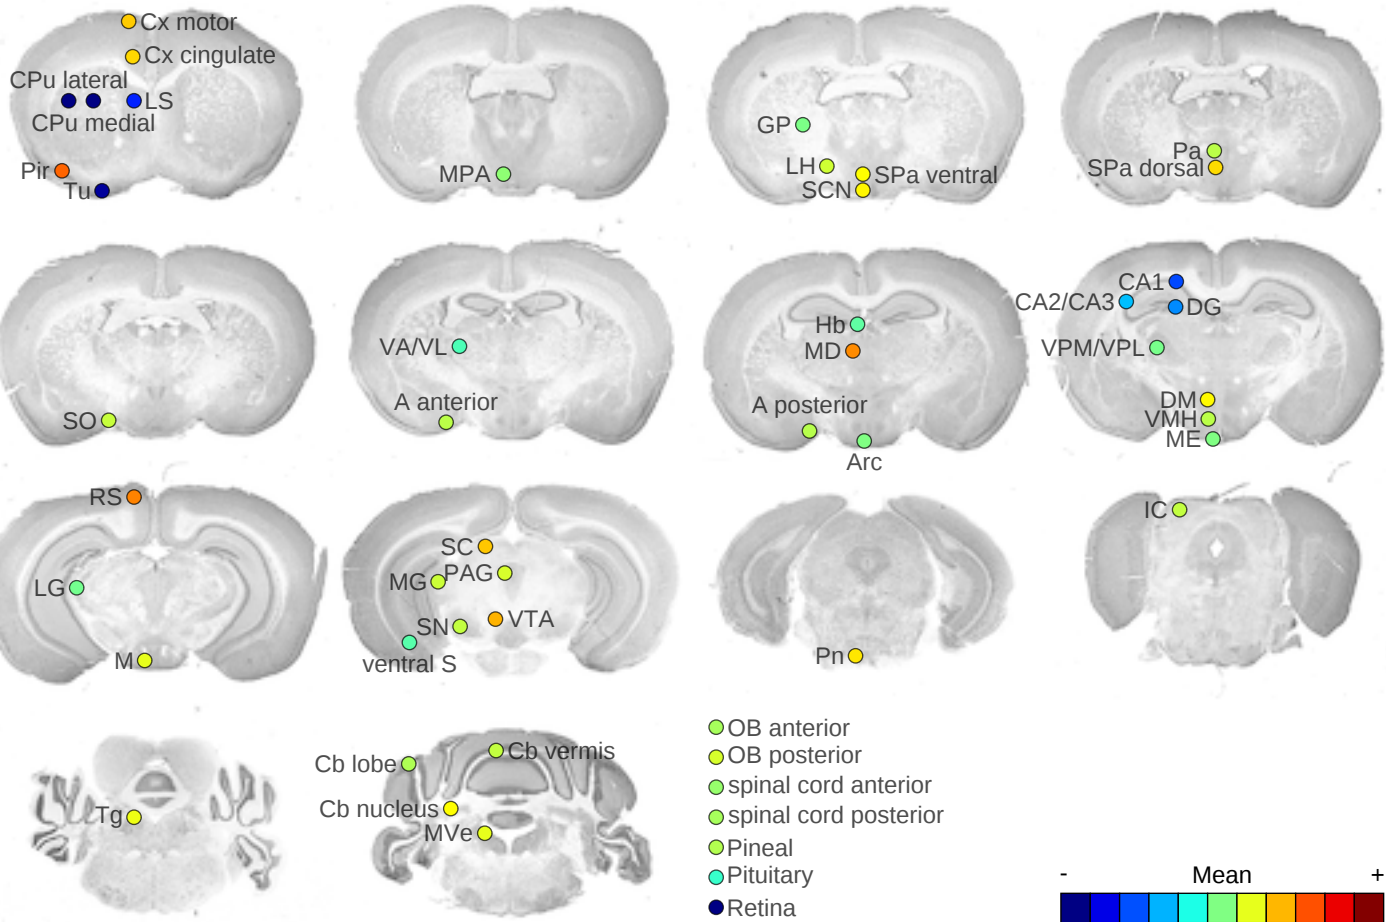 Cx motor
Cx cingulate
CPu lateral
LS
CPu medial
Pir
Tu
MPA
GP
LH
SPa ventral
SCN
Pa
SPa dorsal
SO
VA/VL
A anterior
Hb
MD
A posterior
Arc
CA1
CA2/CA3
DG
VPM/VPL
DM
VMH
ME
RS
LG
M
SC
PAG
MG
VTA
SN
ventral S
Pn
IC
Tg
Cb vermis
Cb lobe
Cb nucleus
MVe
OB anterior
OB posterior
spinal cord anterior
spinal cord posterior
Pineal
Pituitary
Retina
- Mean +